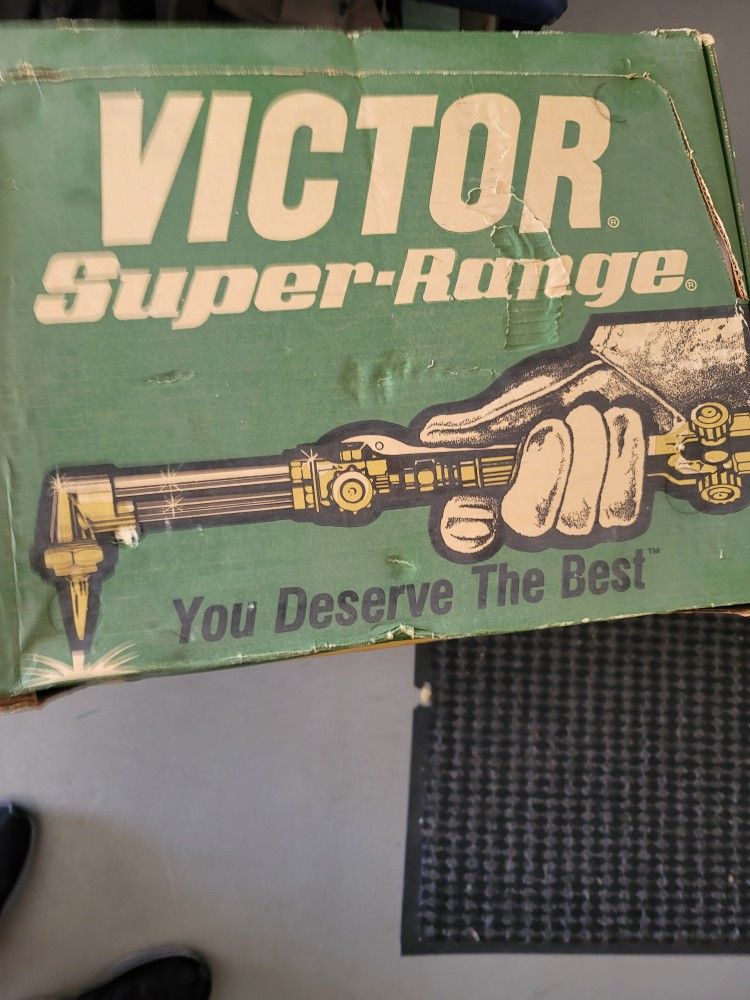 VICTOR®
Super-Range®
You Deserve The Best™